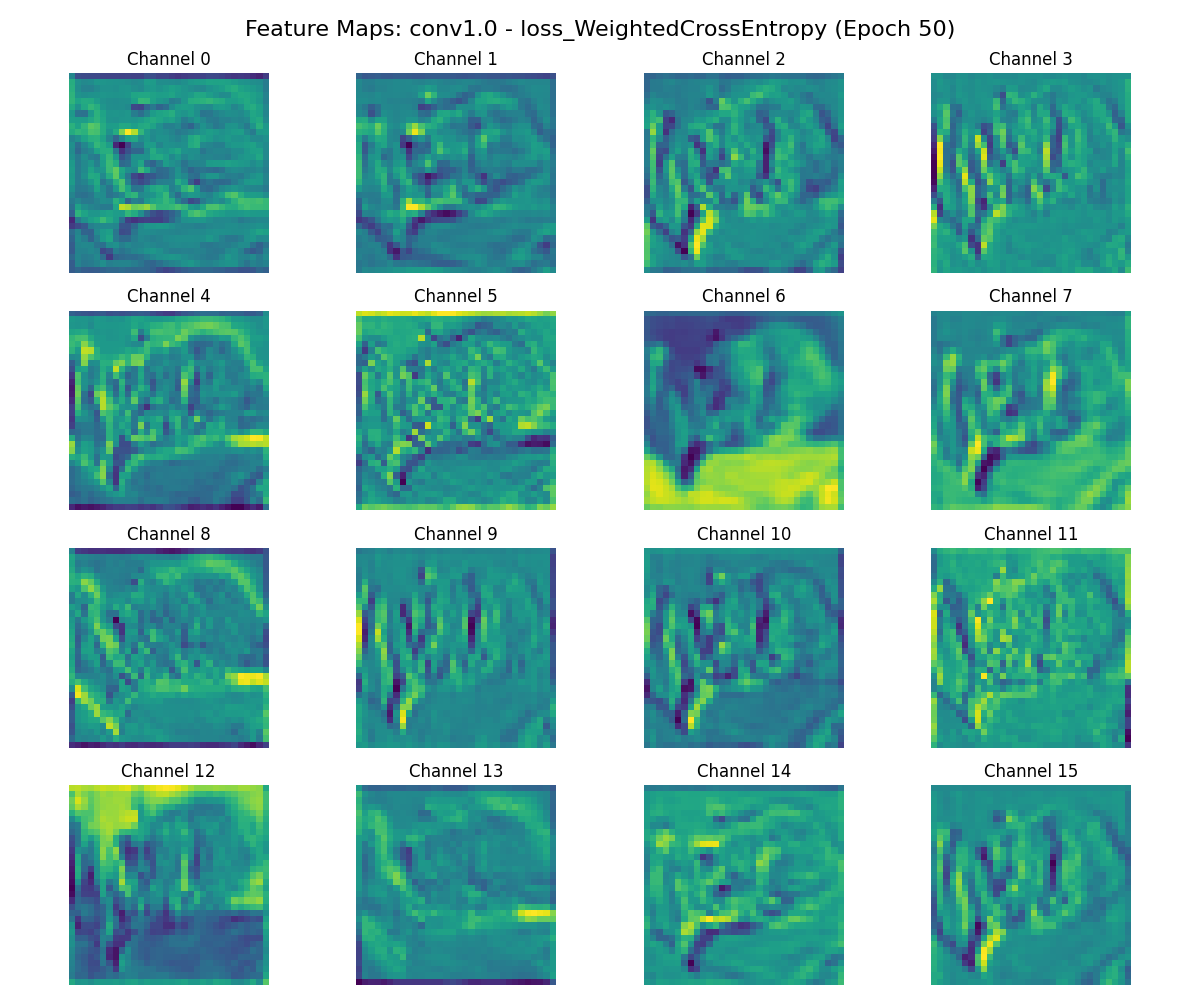 Feature Maps: conv1.0 - loss_WeightedCrossEntropy (Epoch 50)
Channel 0 Channel 1 Channel 2 Channel 3
Channel 4 Channel 5 Channel 6 Channel 7
Channel 8 Channel 9 Channel 10 Channel 11
Channel 12 Channel 13 Channel 14 Channel 15